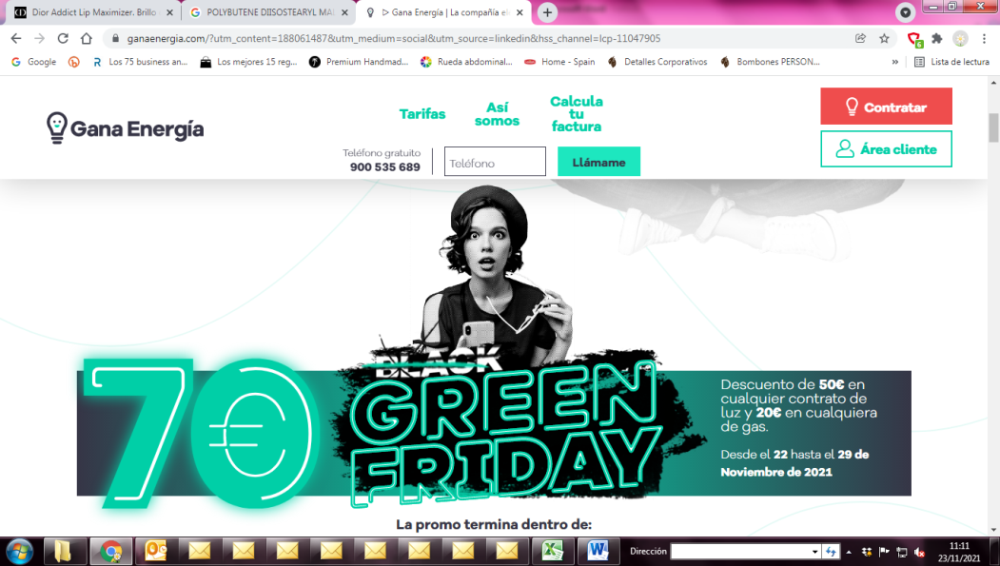 Dior Addict Lip Maximizer. Brillo
POLYBUTENE DIISOSTEARYL MAL
▷ Gana Energía | La compañía el
ganaenergia.com/?utm_content=188061487&utm_medium=social&utm_source=linkedin&hss_channel=lcp-11047905
6
Google
Los 75 business an...
Los mejores 15 reg...
Premium Handmad...
Rueda abdominal...
Home - Spain
Detalles Corporativos
Bombones PERSON...
»
Lista de lectura
Gana Energía
Tarifas
Así
somos
Calcula
tu
factura
Contratar
Área cliente
Teléfono gratuito
900 535 689
Teléfono
Llámame
70€
BLACK
GREEN
FRIDAY
Descuento de 50€ en
cualquier contrato de
luz y 20€ en cualquiera
de gas.
Desde el 22 hasta el 29 de
Noviembre de 2021
La promo termina dentro de:
Dirección
11:11
23/11/2021